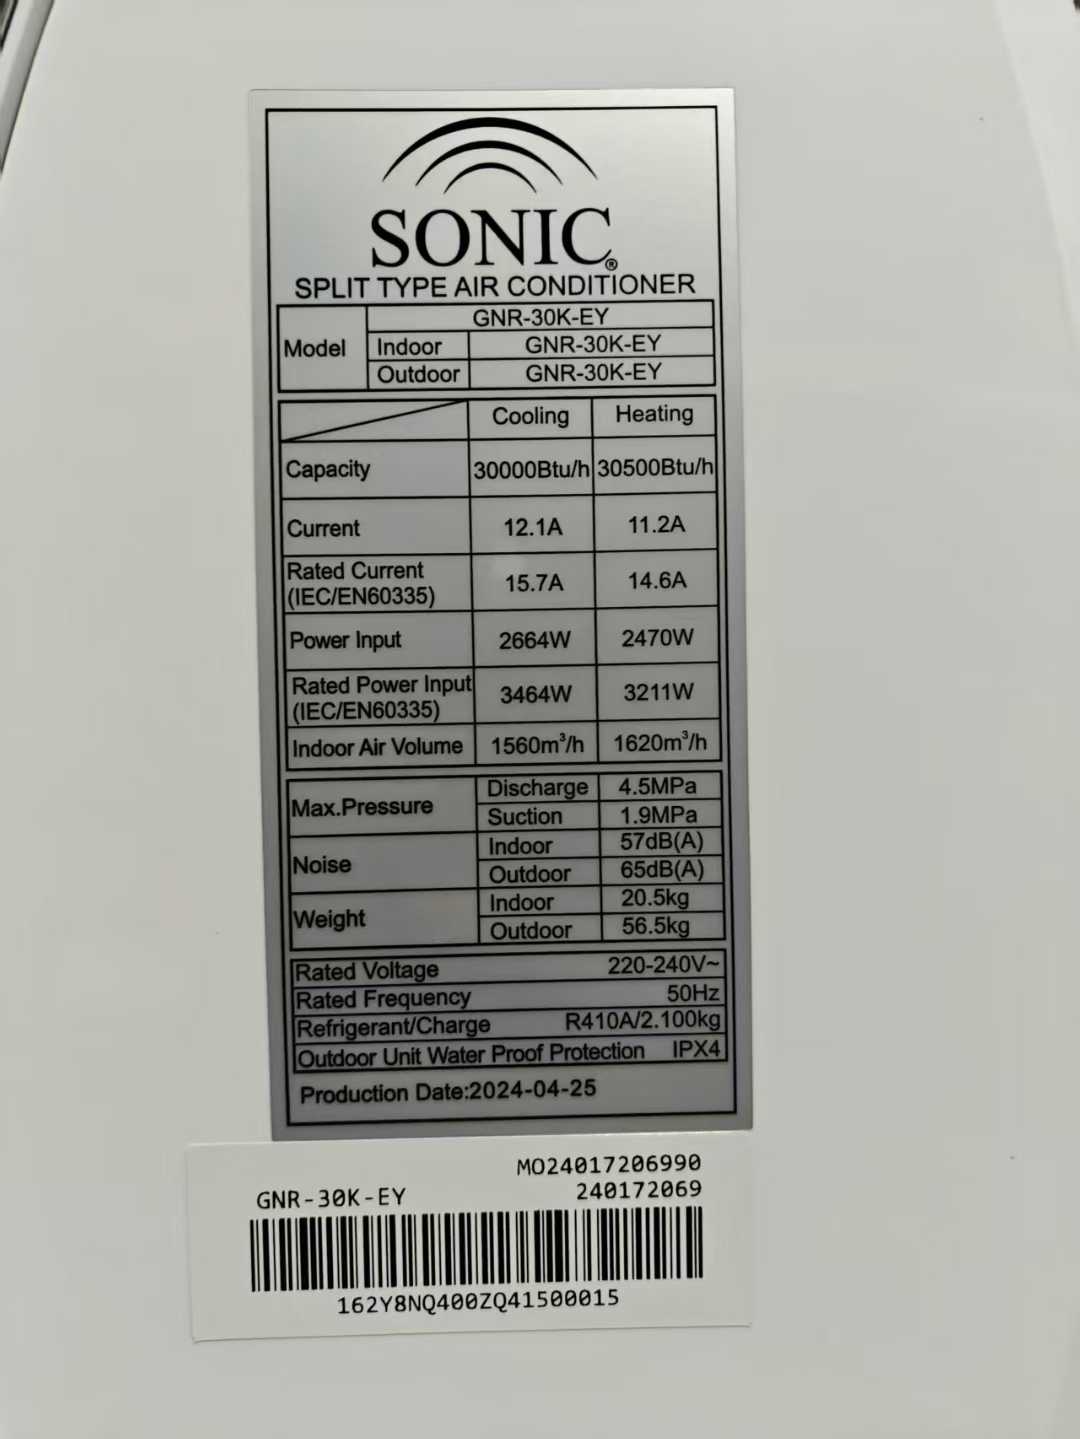 SONIC®
SPLIT TYPE AIR CONDITIONER
Model GNR-30K-EY
Indoor GNR-30K-EY
Outdoor GNR-30K-EY
Cooling Heating
Capacity 30000Btu/h 30500Btu/h
Current 12.1A 11.2A
Rated Current (IEC/EN60335) 15.7A 14.6A
Power Input 2664W 2470W
Rated Power Input (IEC/EN60335) 3464W 3211W
Indoor Air Volume 1560m³/h 1620m³/h
Max.Pressure Discharge 4.5MPa
Suction 1.9MPa
Noise Indoor 57dB(A)
Outdoor 65dB(A)
Weight Indoor 20.5kg
Outdoor 56.5kg
Rated Voltage 220-240V~
Rated Frequency 50Hz
Refrigerant/Charge R410A/2.100kg
Outdoor Unit Water Proof Protection IPX4
Production Date:2024-04-25
MO24017206990
GNR-30K-EY 240172069
162Y8NQ400ZQ41500015